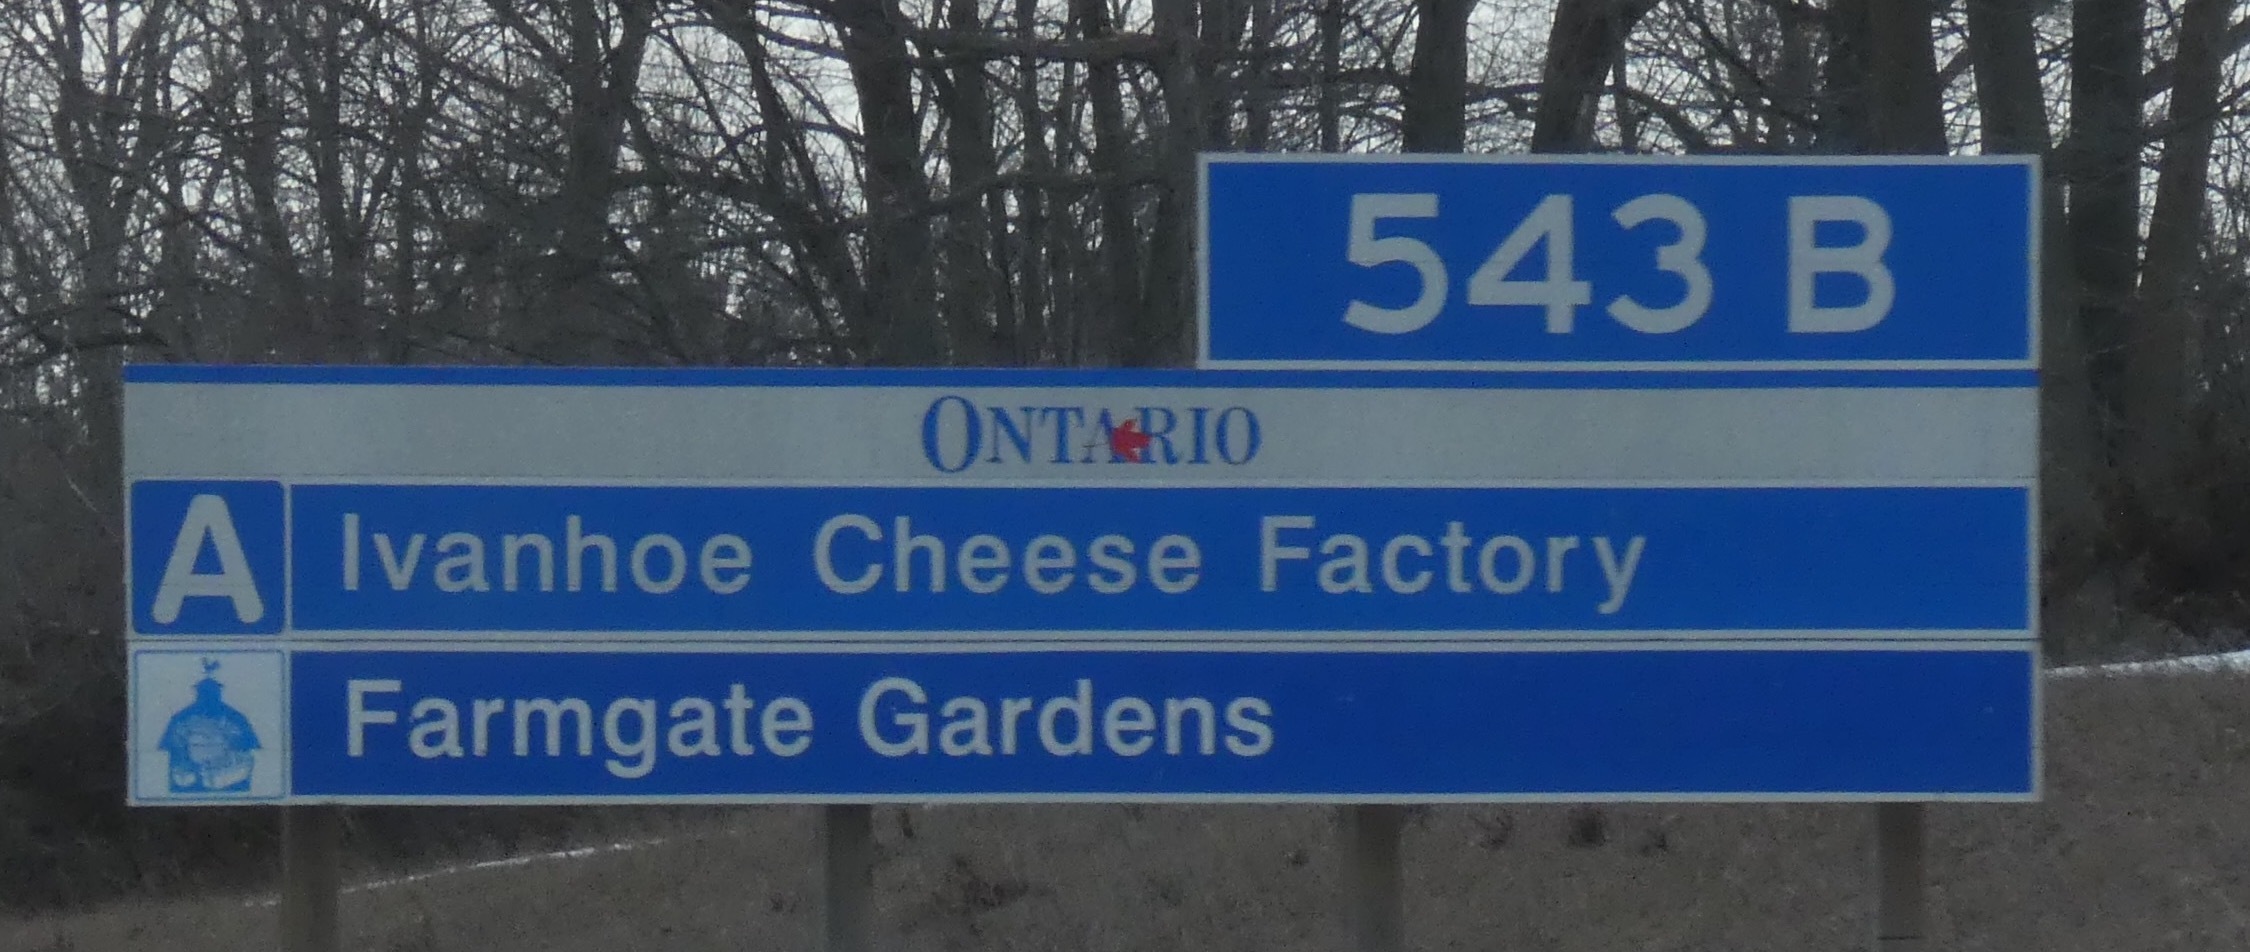 543 B
ONTARIO
A Ivanhoe Cheese Factory
Farmgate Gardens